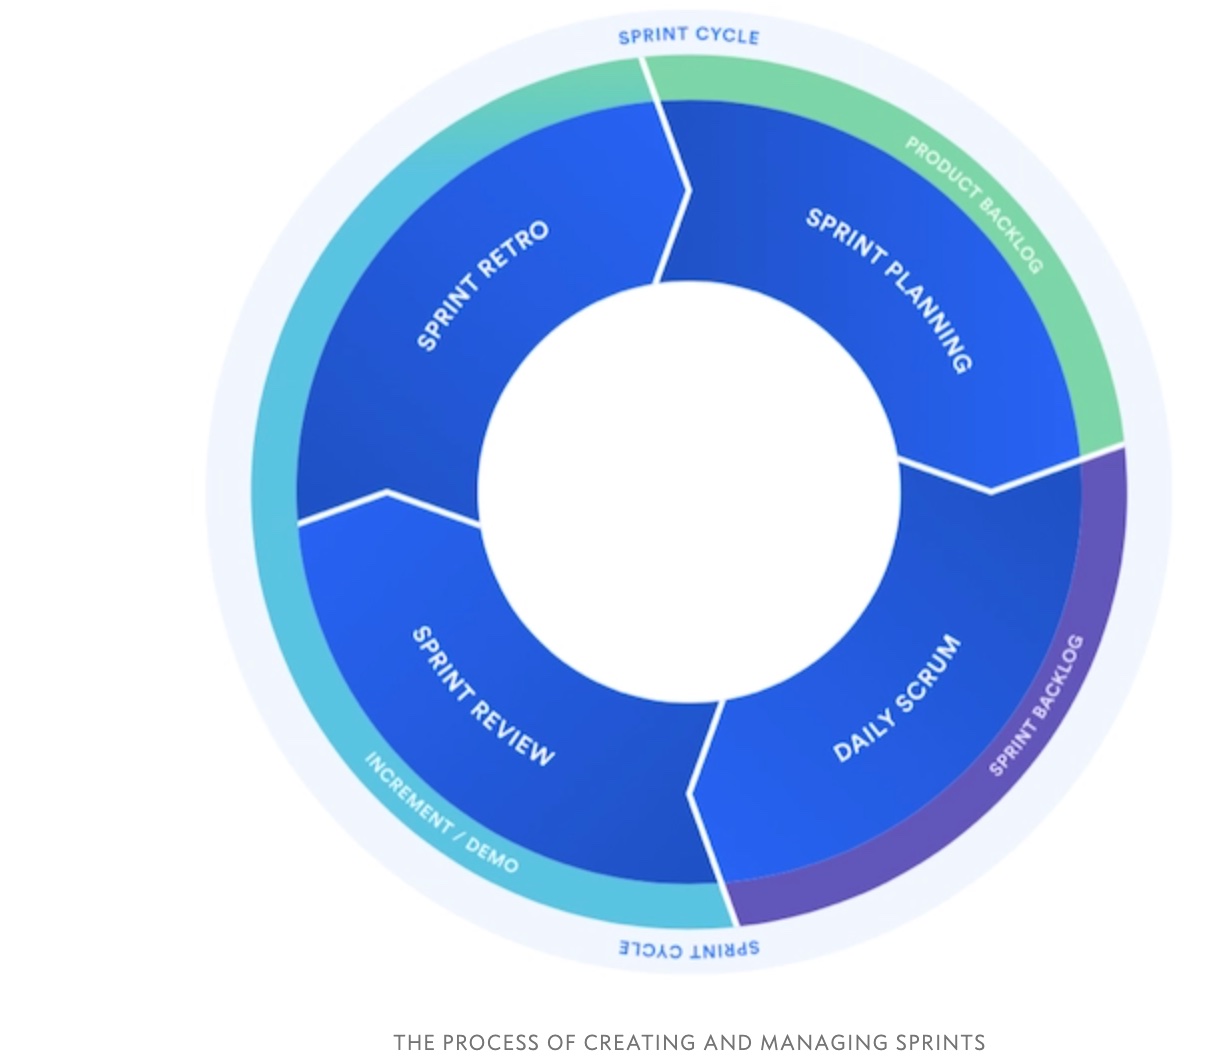 SPRINT CYCLE
PRODUCT BACKLOG
SPRINT PLANNING
SPRINT RETRO
DAILY SCRUM
SPRINT BACKLOG
SPRINT REVIEW
INCREMENT / DEMO
SPRINT CYCLE
THE PROCESS OF CREATING AND MANAGING SPRINTS